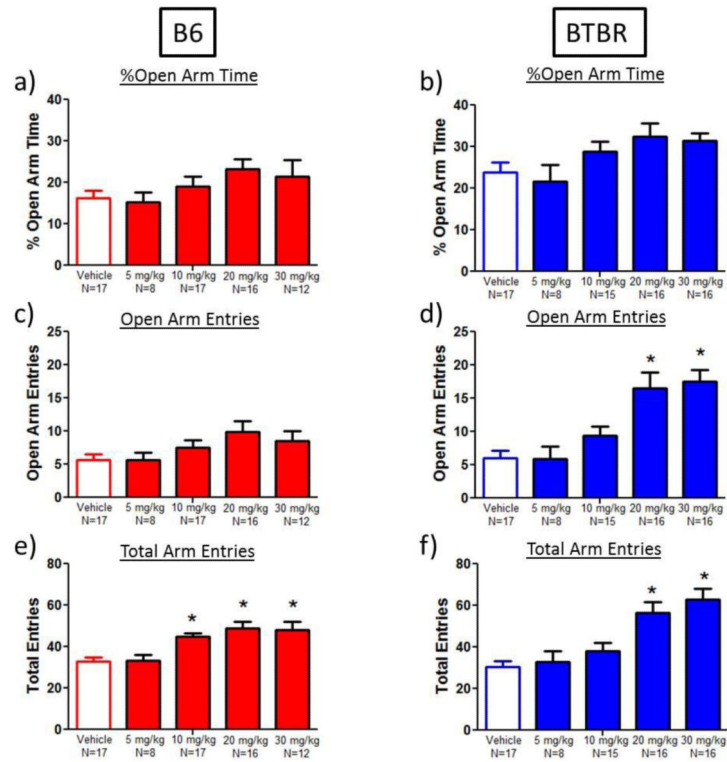 B6
BTBR
a)
%Open Arm Time
% Open Arm Time
40
30
20
10
0
Vehicle 5 mg/kg 10 mg/kg 20 mg/kg 30 mg/kg
N=17 N=8 N=17 N=16 N=12
b)
%Open Arm Time
% Open Arm Time
40
30
20
10
0
Vehicle 5 mg/kg 10 mg/kg 20 mg/kg 30 mg/kg
N=17 N=8 N=15 N=16 N=16
c)
Open Arm Entries
Open Arm Entries
25
20
15
10
5
0
Vehicle 5 mg/kg 10 mg/kg 20 mg/kg 30 mg/kg
N=17 N=8 N=17 N=16 N=12
d)
Open Arm Entries
Open Arm Entries
25
20
15
10
5
0
* *
Vehicle 5 mg/kg 10 mg/kg 20 mg/kg 30 mg/kg
N=17 N=8 N=15 N=16 N=16
e)
Total Arm Entries
Total Entries
80
60
40
20
0
* * *
Vehicle 5 mg/kg 10 mg/kg 20 mg/kg 30 mg/kg
N=17 N=8 N=17 N=16 N=12
f)
Total Arm Entries
Total Entries
80
60
40
20
0
* *
Vehicle 5 mg/kg 10 mg/kg 20 mg/kg 30 mg/kg
N=17 N=8 N=15 N=16 N=16